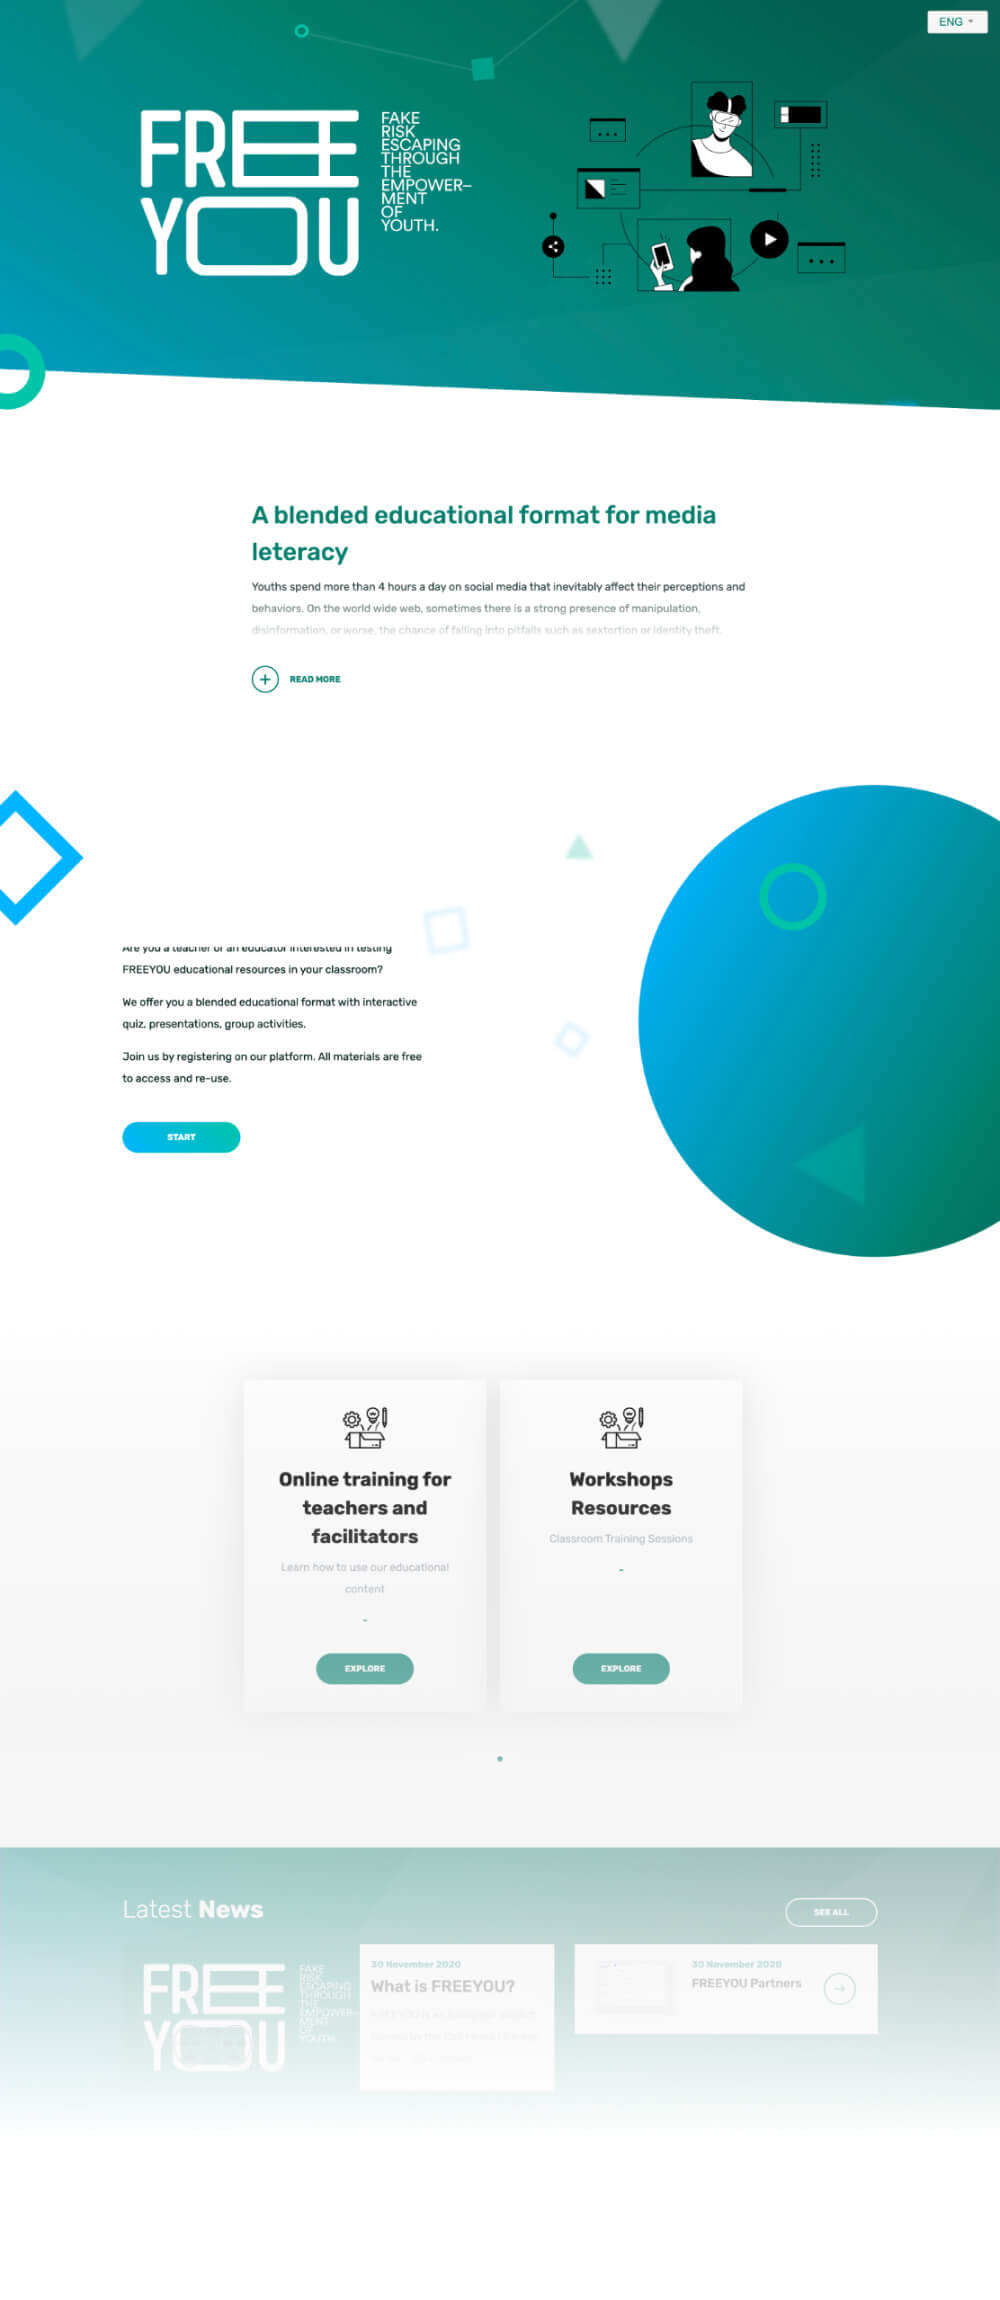 ENG
FREE
YOU
FAKE
RISK
ESCAPING
THROUGH
THE
EMPOWER–
MENT
OF
YOUTH.
A blended educational format for media
leteracy
Youths spend more than 4 hours a day on social media that inevitably affect their perceptions and
behaviors. On the world wide web, sometimes there is a strong presence of manipulation,
disinformation, or worse, the chance of falling into pitfalls such as sextortion or identity theft.
READ MORE
Are you a teacher or an educator interested in testing
FREEYOU educational resources in your classroom?
We offer you a blended educational format with interactive
quiz, presentations, group activities.
Join us by registering on our platform. All materials are free
to access and re-use.
START
Online training for
teachers and
facilitators
Learn how to use our educational
content
-
EXPLORE
Workshops
Resources
Classroom Training Sessions
-
EXPLORE
Latest News
SEE ALL
FREE
YOU
FAKE
RISK
ESCAPING
THROUGH
THE
EMPOWER–
MENT
OF
YOUTH.
30 November 2020
What is FREEYOU?
30 November 2020
FREEYOU Partners